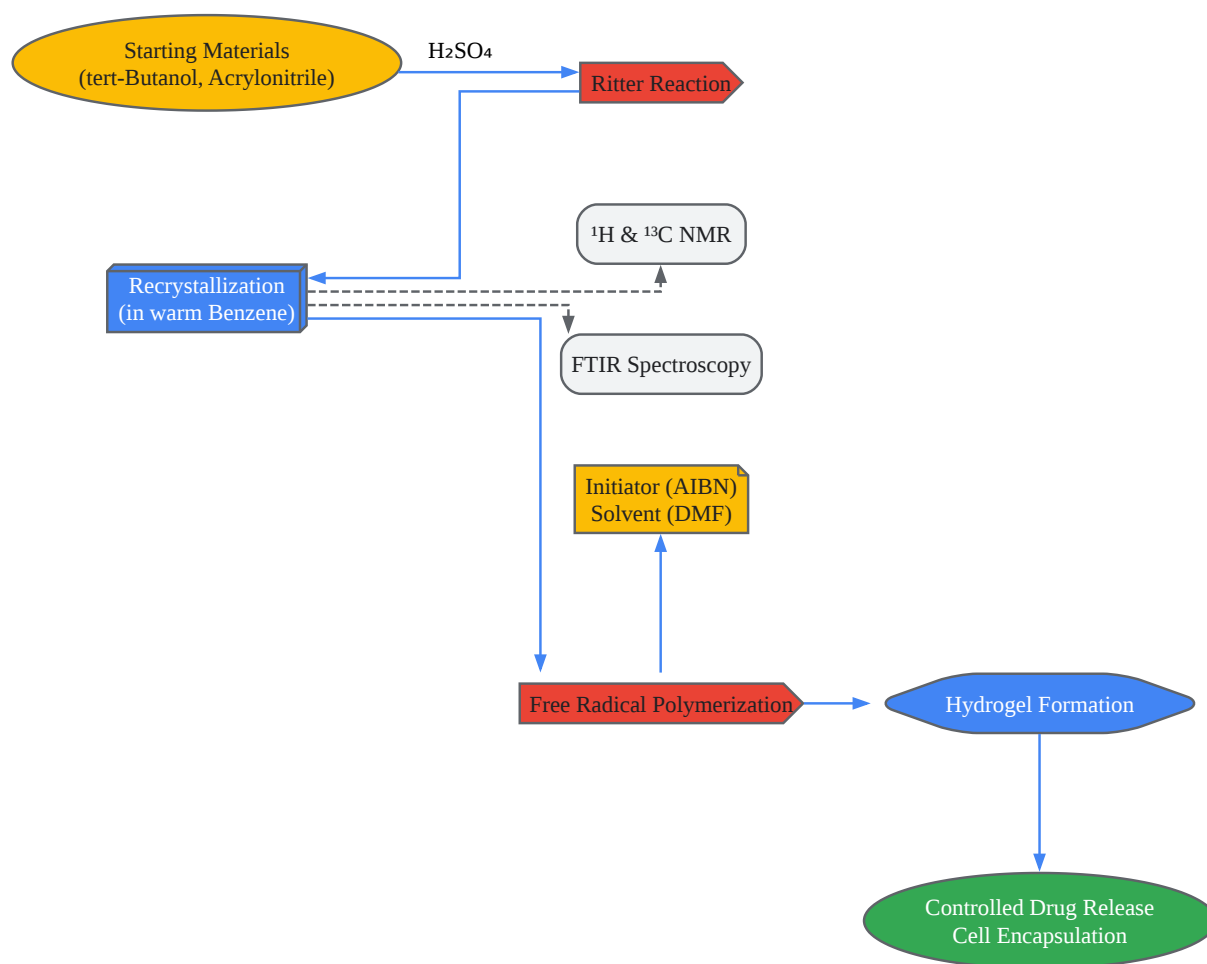 Starting Materials
(tert-Butanol, Acrylonitrile)
H₂SO₄
Ritter Reaction
¹H & ¹³C NMR
Recrystallization
(in warm Benzene)
FTIR Spectroscopy
Initiator (AIBN)
Solvent (DMF)
Free Radical Polymerization
Hydrogel Formation
Controlled Drug Release
Cell Encapsulation